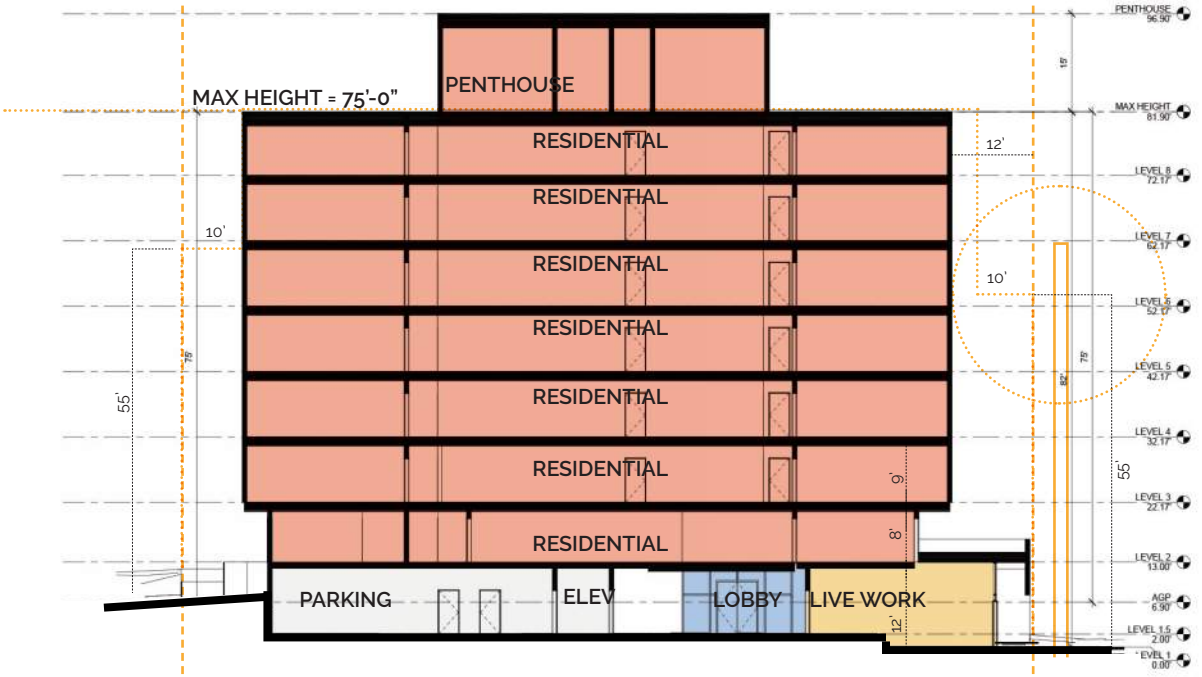 PENTHOUSE
96.90'
15'
PENTHOUSE
MAX HEIGHT = 75'-0"
MAX HEIGHT
81.90'
RESIDENTIAL
12'
LEVEL 8
72.17'
RESIDENTIAL
10'
LEVEL 7
62.17'
RESIDENTIAL
10'
LEVEL 6
52.17'
RESIDENTIAL
75'
75'
LEVEL 5
42.17'
82'
RESIDENTIAL
55'
LEVEL 4
32.17'
RESIDENTIAL
9'
55'
LEVEL 3
22.17'
RESIDENTIAL
8'
LEVEL 2
13.00'
PARKING
ELEV
LOBBY
LIVE WORK
AGP
6.90'
12'
LEVEL 1.5
2.00'
EVEL 1
0.00'